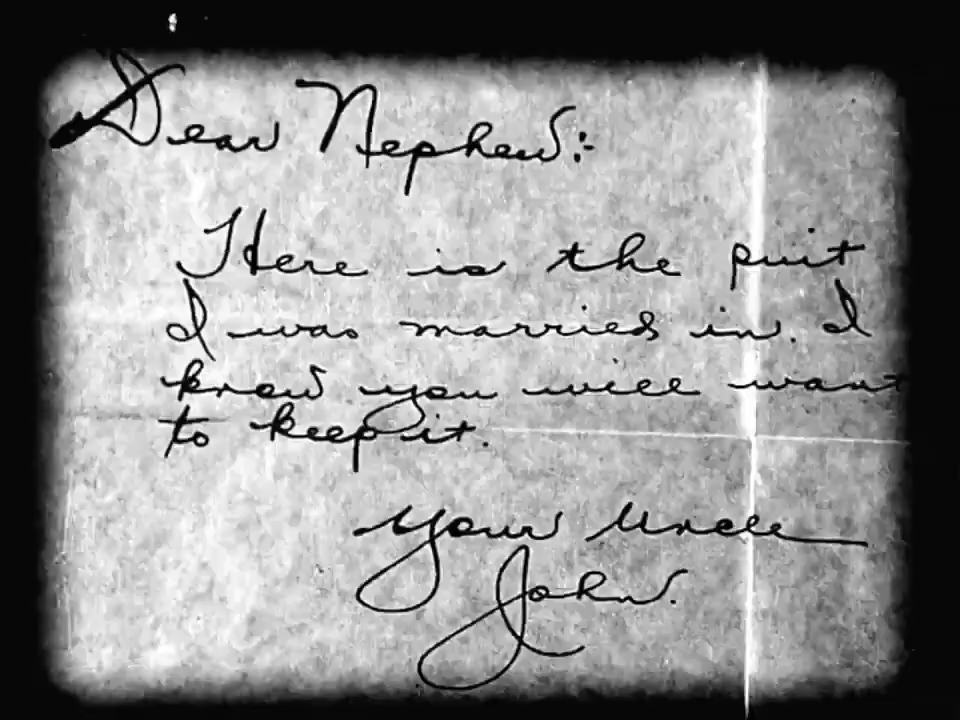 Dear Nephew:-
Here is the suit
I was married in. I
know you will want
to keep it.
Your Uncle
John.